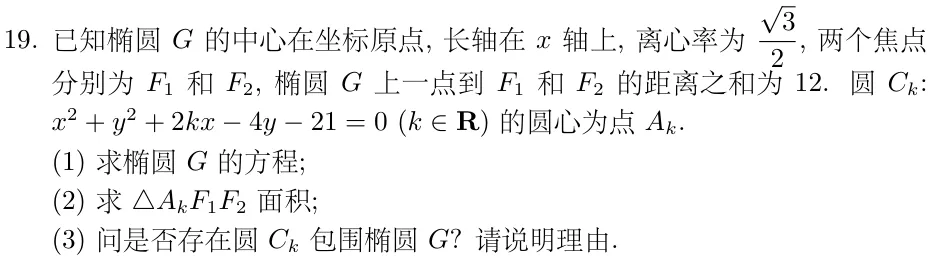 19. 已知椭圆 G 的中心在坐标原点, 长轴在 x 轴上, 离心率为 \frac{\sqrt{3}}{2}, 两个焦点
分别为 F₁ 和 F₂, 椭圆 G 上一点到 F₁ 和 F₂ 的距离之和为 12. 圆 Cₖ:
x² + y² + 2kx − 4y − 21 = 0 (k ∈ R) 的圆心为点 Aₖ.
(1) 求椭圆 G 的方程;
(2) 求 △AₖF₁F₂ 面积;
(3) 问是否存在圆 Cₖ 包围椭圆 G? 请说明理由.